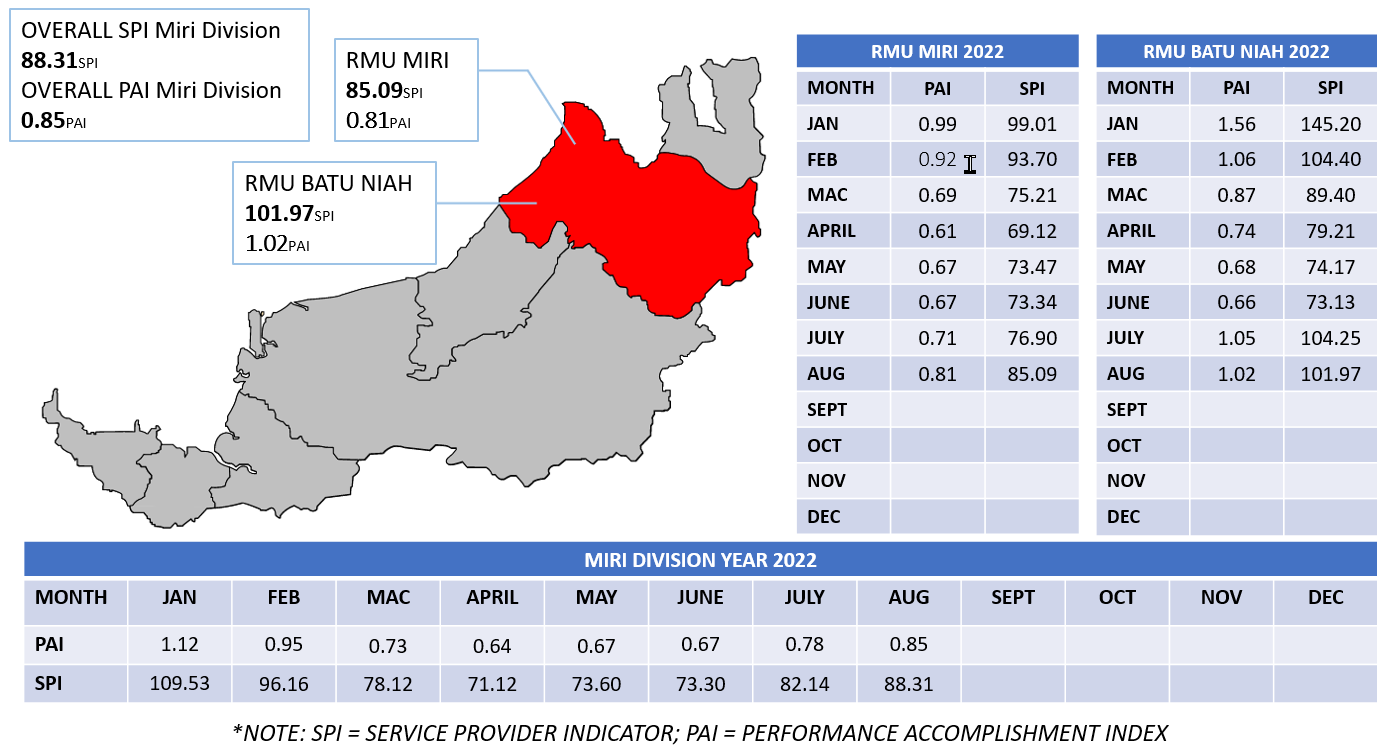 OVERALL SPI Miri Division
88.31SPI
OVERALL PAI Miri Division
0.85PAI
RMU MIRI
85.09SPI
0.81PAI
RMU BATU NIAH
101.97SPI
1.02PAI
RMU MIRI 2022
MONTH PAI SPI
JAN 0.99 99.01
FEB 0.92 93.70
MAC 0.69 75.21
APRIL 0.61 69.12
MAY 0.67 73.47
JUNE 0.67 73.34
JULY 0.71 76.90
AUG 0.81 85.09
SEPT
OCT
NOV
DEC
RMU BATU NIAH 2022
MONTH PAI SPI
JAN 1.56 145.20
FEB 1.06 104.40
MAC 0.87 89.40
APRIL 0.74 79.21
MAY 0.68 74.17
JUNE 0.66 73.13
JULY 1.05 104.25
AUG 1.02 101.97
SEPT
OCT
NOV
DEC
MIRI DIVISION YEAR 2022
MONTH JAN FEB MAC APRIL MAY JUNE JULY AUG SEPT OCT NOV DEC
PAI 1.12 0.95 0.73 0.64 0.67 0.67 0.78 0.85
SPI 109.53 96.16 78.12 71.12 73.60 73.30 82.14 88.31
*NOTE: SPI = SERVICE PROVIDER INDICATOR; PAI = PERFORMANCE ACCOMPLISHMENT INDEX